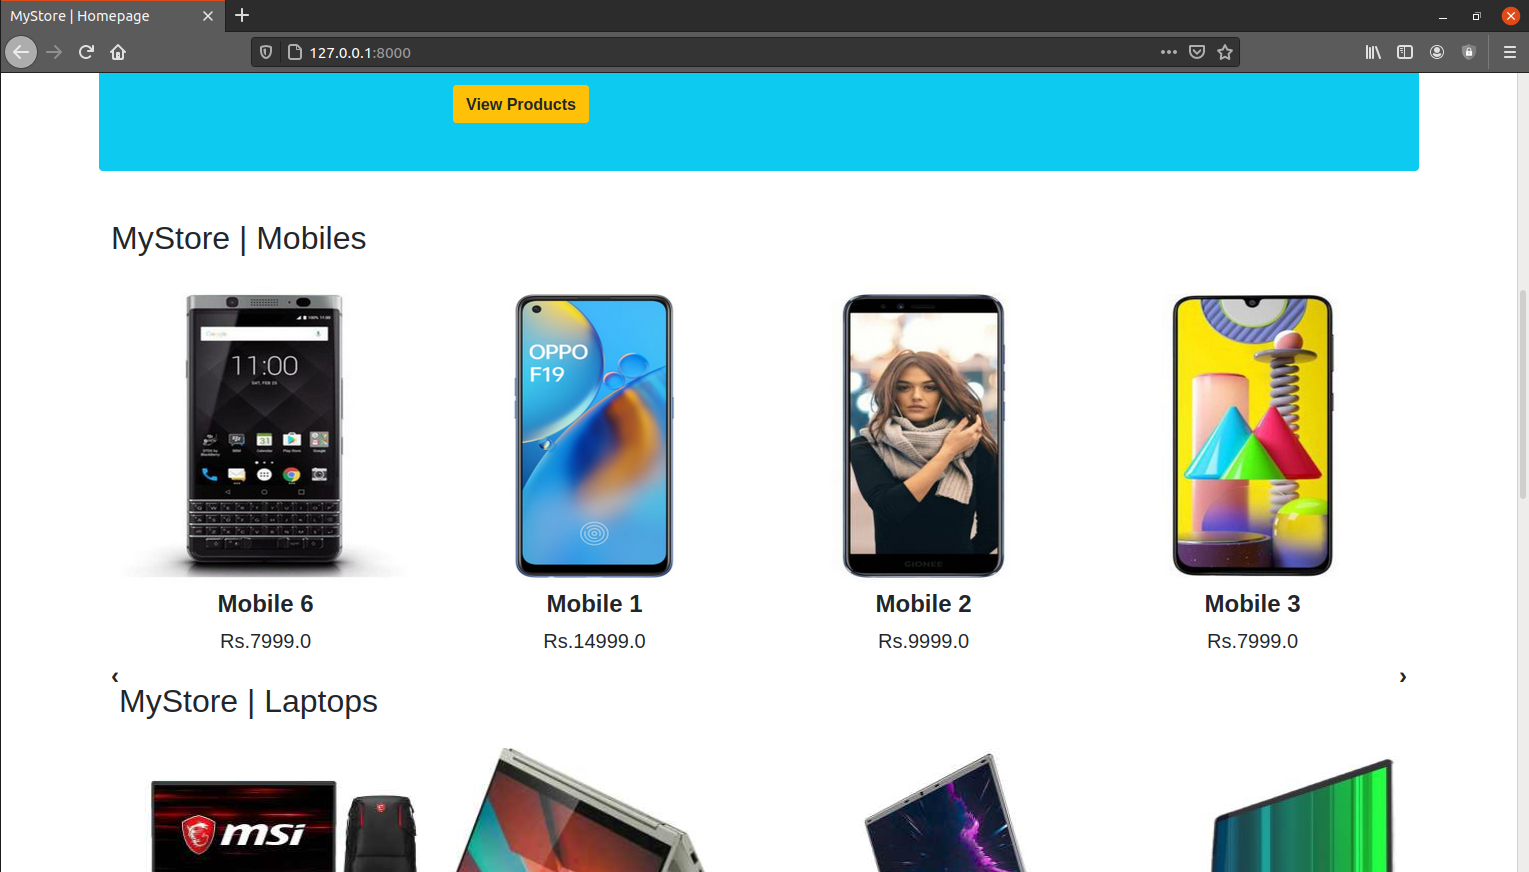 MyStore | Homepage
127.0.0.1:8000
View Products
MyStore | Mobiles
11:00
OPPO
F19
GIONEE
Mobile 6
Mobile 1
Mobile 2
Mobile 3
Rs.7999.0
Rs.14999.0
Rs.9999.0
Rs.7999.0
‹
›
MyStore | Laptops
msi